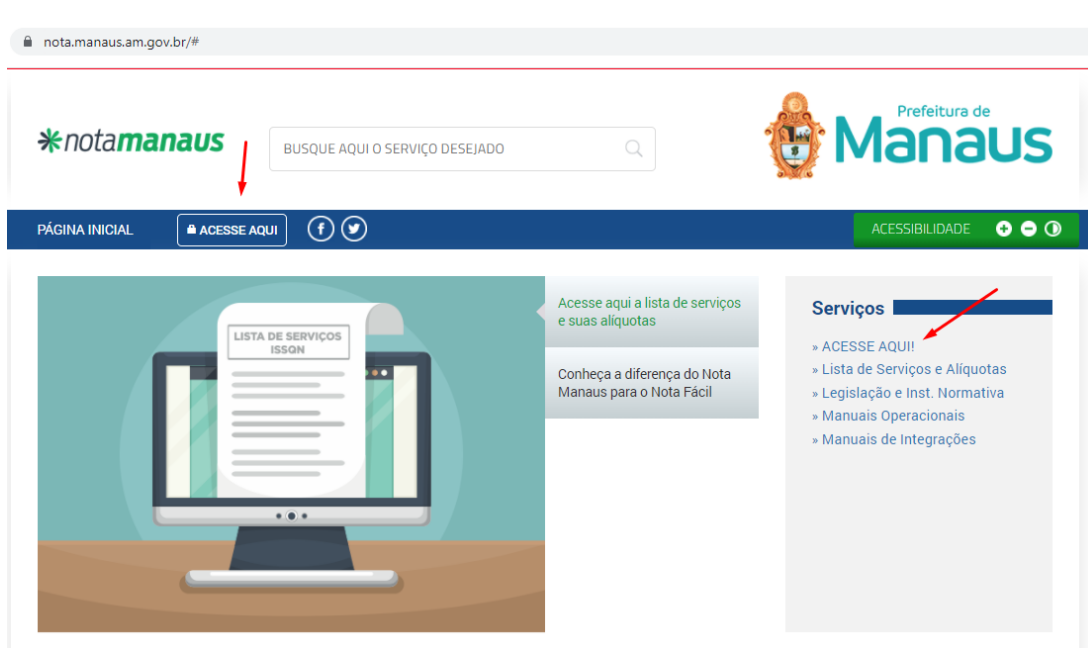 nota.manaus.am.gov.br/#
notamanaus
BUSQUE AQUI O SERVIÇO DESEJADO
Prefeitura de
Manaus
PÁGINA INICIAL
ACESSE AQUI
ACESSIBILIDADE
LISTA DE SERVIÇOS
ISSQN
Acesse aqui a lista de serviços
e suas alíquotas
Conheça a diferença do Nota
Manaus para o Nota Fácil
Serviços
» ACESSE AQUI!
» Lista de Serviços e Alíquotas
» Legislação e Inst. Normativa
» Manuais Operacionais
» Manuais de Integrações